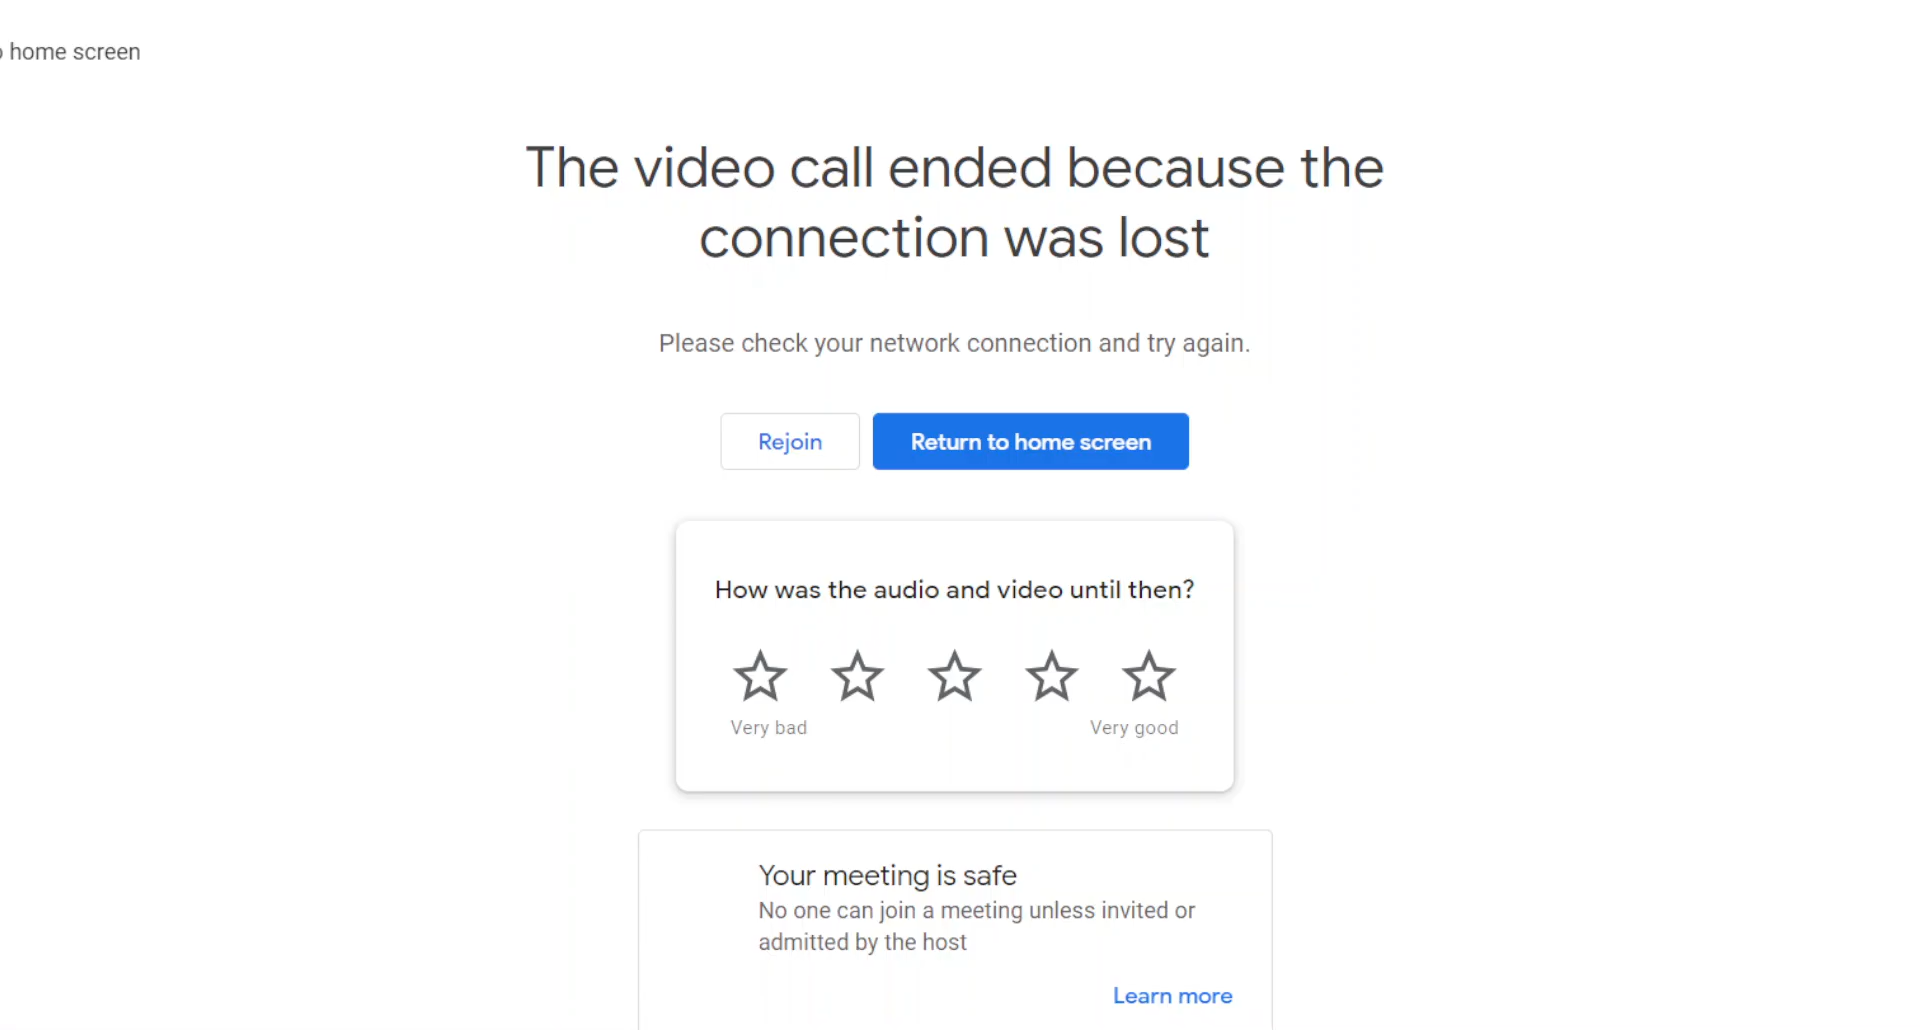 home screen
The video call ended because the
connection was lost
Please check your network connection and try again.
Rejoin
Return to home screen
How was the audio and video until then?
Very bad
Very good
Your meeting is safe
No one can join a meeting unless invited or
admitted by the host
Learn more